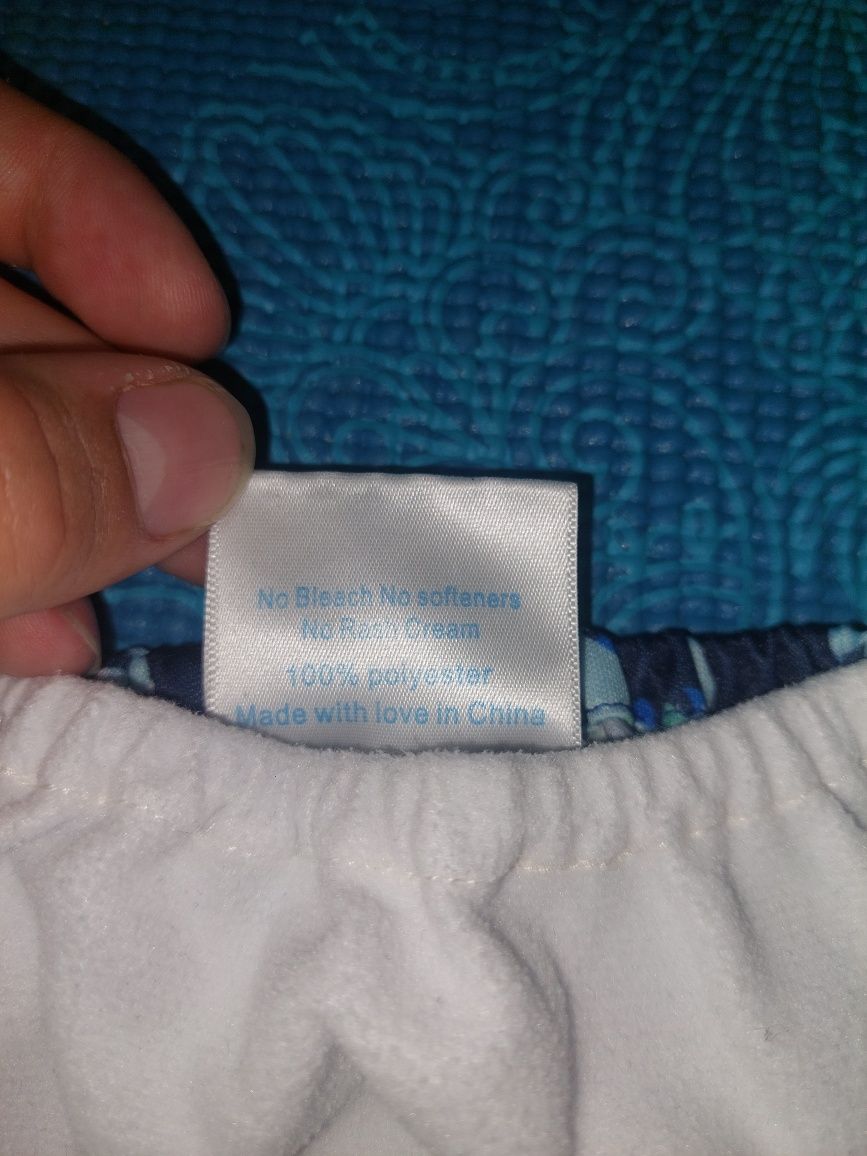 No Bleach No softeners
No Rash Cream
100% polyester
Made with love in China